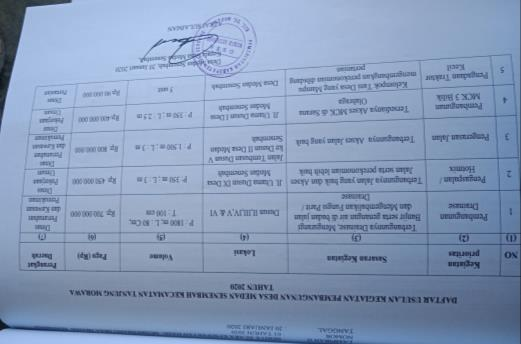 NOMOR : 01 TAHUN 2020
TANGGAL : 20 JANUARI 2020
DAFTAR USULAN KEGIATAN PEMBANGUNAN DESA MEDAN SENEMBAH KECAMATAN TANJUNG MORAWA
TAHUN 2020
NO
Kegiatan prioritas
Sasaran Kegiatan
Lokasi
Volume
Pagu (Rp)
Perangkat Daerah
(1) (2) (3) (4) (5) (6) (7)
1
Pembangunan
Drainase
Terbangunnya Drainase, Mengurangi
Banjir serta genangan air di badan jalan
dan Mengembalikan Fungsi Parit /
Drainase
Dusun II,III,IV,V & VI
P : 1800 m; L : 80 Cm,
T : 100 cm
Rp. 700.000.000
Dinas
Perumahan
dan Kawasan
Permukiman
2
Pengaspalan /
Hotmix
Terbangunnya Jalan yang baik dan Akses
Jalan serta perekonomian lebih baik
Jl. Utama Dusun IX Desa
Medan Senembah
P : 350 m ; L : 3 m
Rp. 450.000.000
Dinas
Pekerjaan
Umum
3
Pengerasan Jalan
Terbangunnya Akses Jalan yang baik
Jalan Tembusan Dusun V
ke Dusun II Desa Medan
Senembah
P : 1.500 m ; L : 3 m
Rp. 800.000.000
Dinas
Perumahan
dan Kawasan
Permukiman
4
Pembangunan
MCK 3 Bilik
Tersedianya Akses MCK di Sarana
Olahraga
Jl. Utama Dusun I Desa
Medan Senembah
P : 350 m ; L : 2.5 m
Rp.400.000.000
Dinas
Pekerjaan
Umum
5
Pengadaan Traktor
Kecil
Kelompok Tani Desa yang Mampu
mengembangkan perekonomian dibidang
pertanian
Desa Medan Senembah
5 unit
Rp. 90.000.000
Dinas
Pertanian
Desa Medan Senembah, 20 Januari 2020
Kepala Desa Medan Senembah